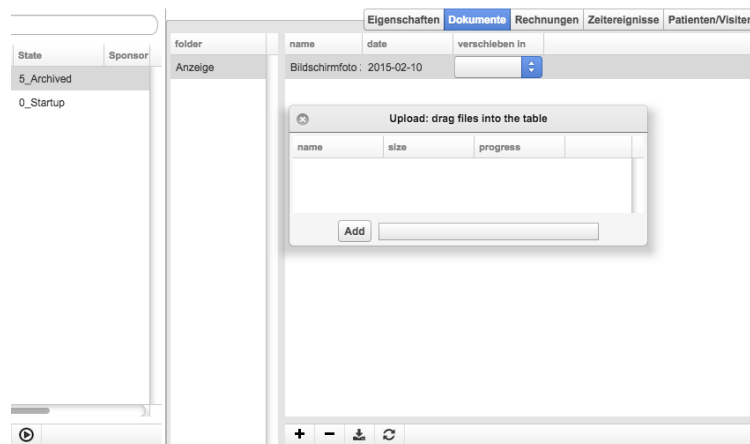 Eigenschaften Dokumente Rechnungen Zeitereignisse Patienten/Visiten
State Sponsor
5_Archived
0_Startup
folder
Anzeige
name date verschieben in
Bildschirmfoto 2015-02-10
Upload: drag files into the table
name size progress
Add